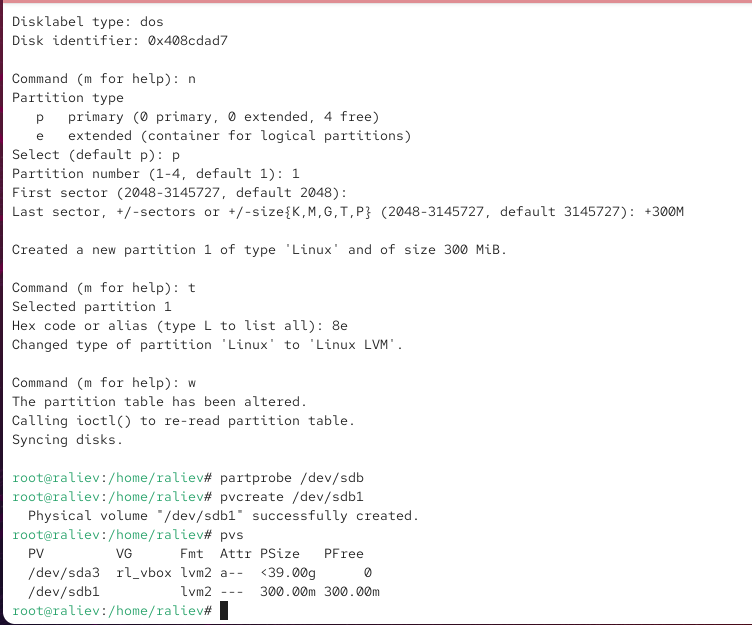 Disklabel type: dos
Disk identifier: 0x408cdad7
Command (m for help): n
Partition type
p   primary (0 primary, 0 extended, 4 free)
e   extended (container for logical partitions)
Select (default p): p
Partition number (1-4, default 1): 1
First sector (2048-3145727, default 2048):
Last sector, +/-sectors or +/-size{K,M,G,T,P} (2048-3145727, default 3145727): +300M
Created a new partition 1 of type 'Linux' and of size 300 MiB.
Command (m for help): t
Selected partition 1
Hex code or alias (type L to list all): 8e
Changed type of partition 'Linux' to 'Linux LVM'.
Command (m for help): w
The partition table has been altered.
Calling ioctl() to re-read partition table.
Syncing disks.
root@raliev:/home/raliev# partprobe /dev/sdb
root@raliev:/home/raliev# pvcreate /dev/sdb1
Physical volume "/dev/sdb1" successfully created.
root@raliev:/home/raliev# pvs
PV         VG      Fmt  Attr PSize   PFree
/dev/sda3  rl_vbox lvm2 a--  <39.00g      0
/dev/sdb1          lvm2 ---  300.00m 300.00m
root@raliev:/home/raliev#